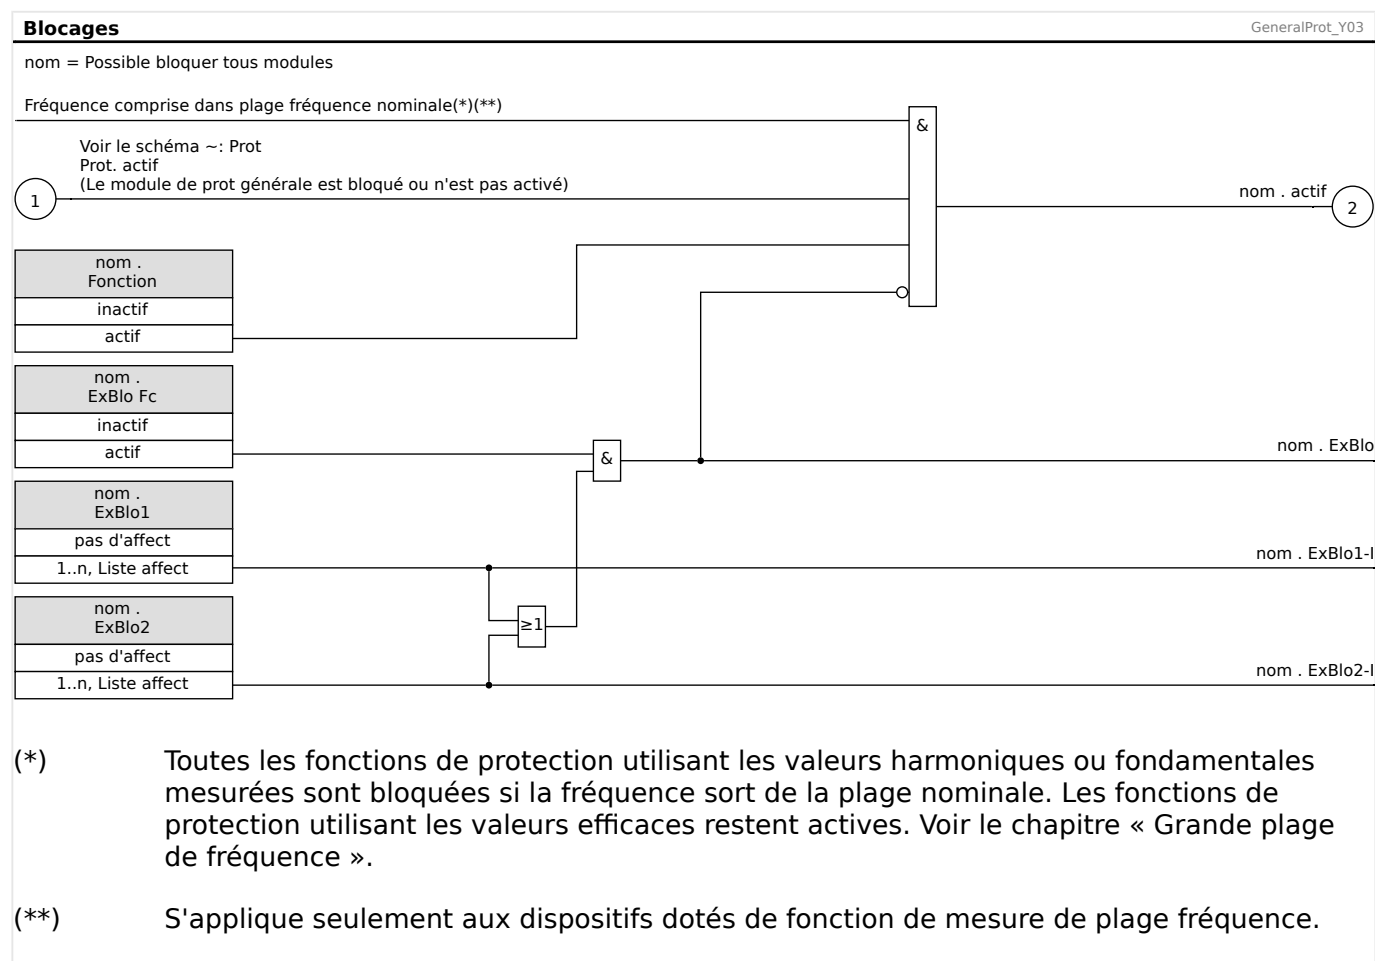 Blocages
GeneralProt_Y03
nom = Possible bloquer tous modules
Fréquence comprise dans plage fréquence nominale(*)(**)
&
Voir le schéma ~: Prot
Prot. actif
(Le module de prot générale est bloqué ou n'est pas activé)
1
nom . actif
2
nom .
Fonction
inactif
actif
nom .
ExBlo Fc
inactif
actif
&
nom . ExBlo
nom .
ExBlo1
pas d'affect
1..n, Liste affect
nom . ExBlo1-I
nom .
ExBlo2
≥1
pas d'affect
1..n, Liste affect
nom . ExBlo2-I
(*) Toutes les fonctions de protection utilisant les valeurs harmoniques ou fondamentales
mesurées sont bloquées si la fréquence sort de la plage nominale. Les fonctions de
protection utilisant les valeurs efficaces restent actives. Voir le chapitre « Grande plage
de fréquence ».
(**) S'applique seulement aux dispositifs dotés de fonction de mesure de plage fréquence.